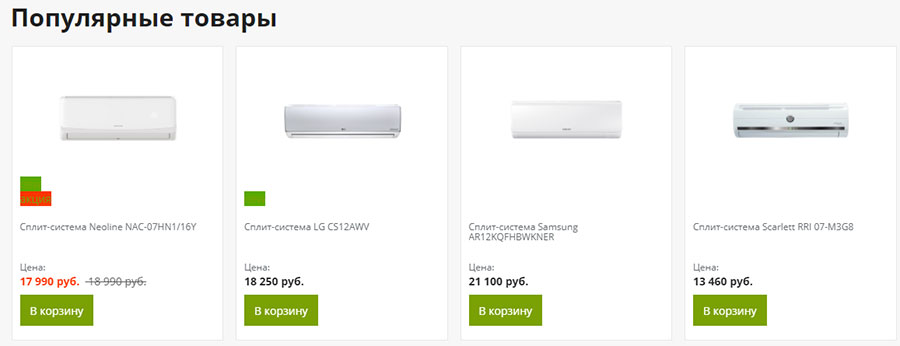 Популярные товары
акция
Сплит-система Neoline NAC-07HN1/16Y
Цена:
17 990 руб. 18 990 руб.
В корзину
Сплит-система LG CS12AWV
Цена:
18 250 руб.
В корзину
Сплит-система Samsung
AR12KQFHBWKNER
Цена:
21 100 руб.
В корзину
Сплит-система Scarlett RRI 07-M3G8
Цена:
13 460 руб.
В корзину